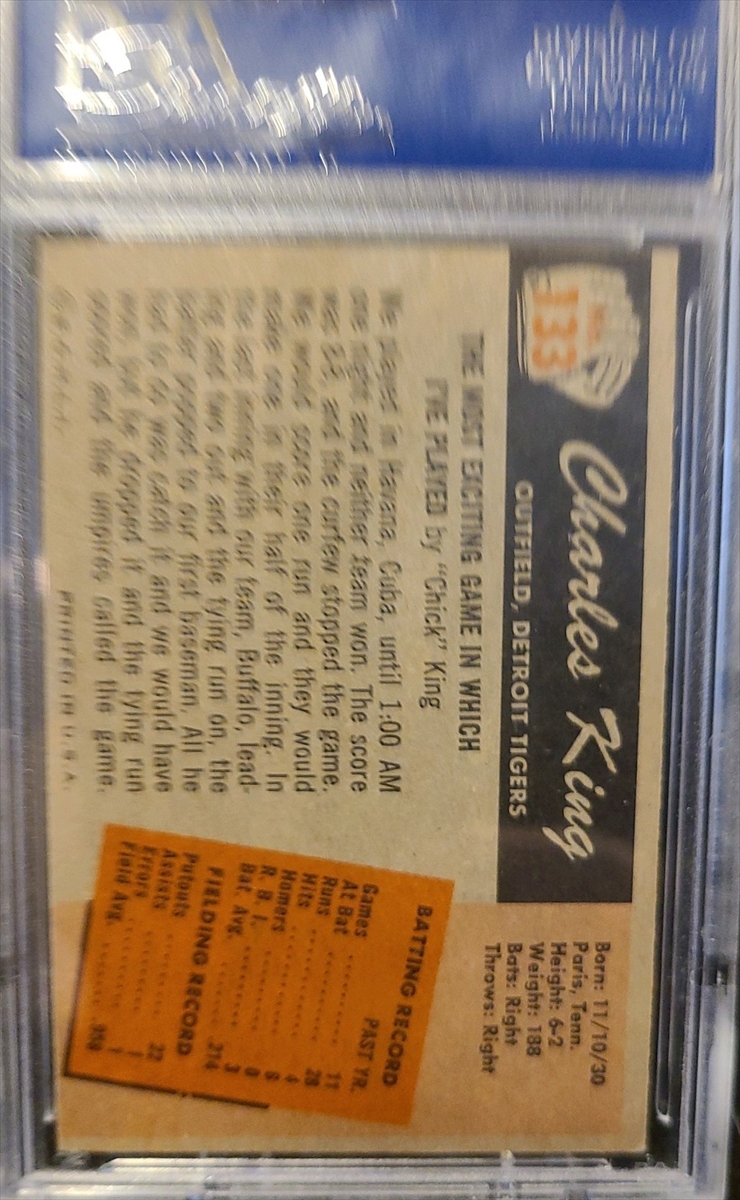 No. 133
Charles King
OUTFIELD, DETROIT TIGERS
Born: 11/10/30
Paris, Tenn.
Height: 6-2
Weight: 188
Bats: Right
Throws: Right
THE MOST EXCITING GAME IN WHICH
I'VE PLAYED by "Chick" King
We played in Havana, Cuba, until 1:00 AM
one night and neither team won. The score
was and the curfew stopped the game.
We would score one run and they would
make one in their half of the inning. In
the last inning with our team, Buffalo, lead-
ing and two out and the tying run on, the
batter popped to our first baseman. All he
had to do was catch it and we would have
won but he dropped it and the tying run
scored and the umpires called the game.
PRINTED IN U.S.A.
BATTING RECORD
PAST YR.
Games 11
At Bat 28
Runs 4
Hits 6
Homers 0
R. B. I. 3
Bat. Avg. .214
FIELDING RECORD
Putouts 22
Assists 1
Errors 1
Field Avg.